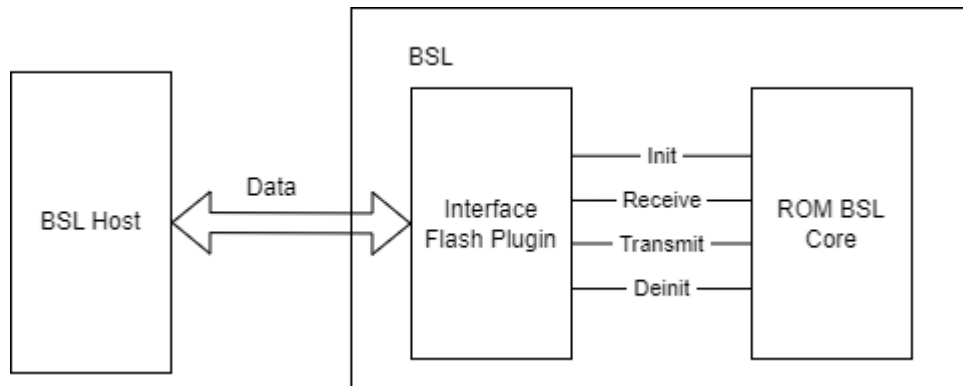 BSL
BSL Host
Data
Interface
Flash Plugin
Init
Receive
Transmit
Deinit
ROM BSL
Core